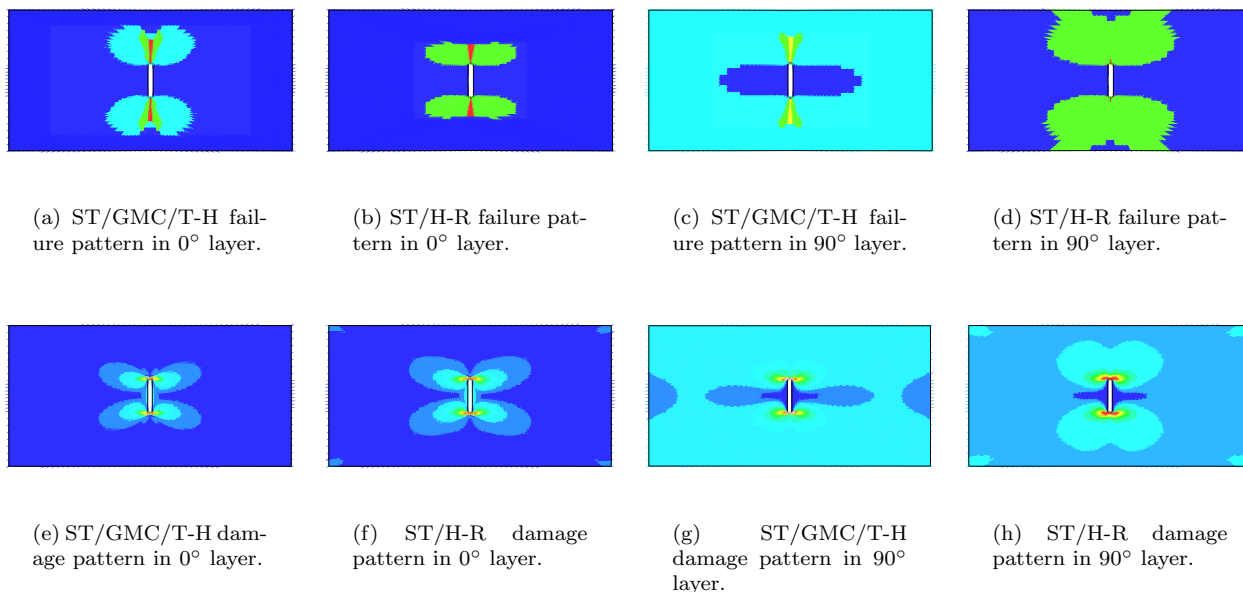 (a) ST/GMC/T-H fail-
ure pattern in 0° layer.
(b) ST/H-R failure pat-
tern in 0° layer.
(c) ST/GMC/T-H fail-
ure pattern in 90° layer.
(d) ST/H-R failure pat-
tern in 90° layer.
(e) ST/GMC/T-H dam-
age pattern in 0° layer.
(f) ST/H-R damage
pattern in 0° layer.
(g) ST/GMC/T-H
damage pattern in 90°
layer.
(h) ST/H-R damage
pattern in 90° layer.